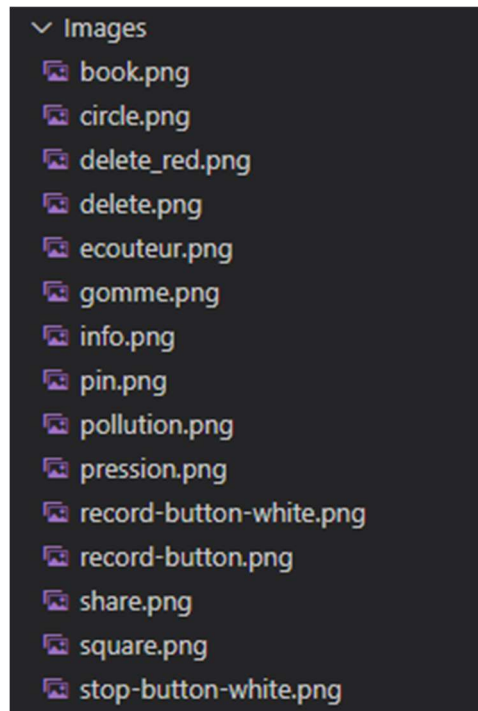 Images
book.png
circle.png
delete_red.png
delete.png
ecouteur.png
gomme.png
info.png
pin.png
pollution.png
pression.png
record-button-white.png
record-button.png
share.png
square.png
stop-button-white.png